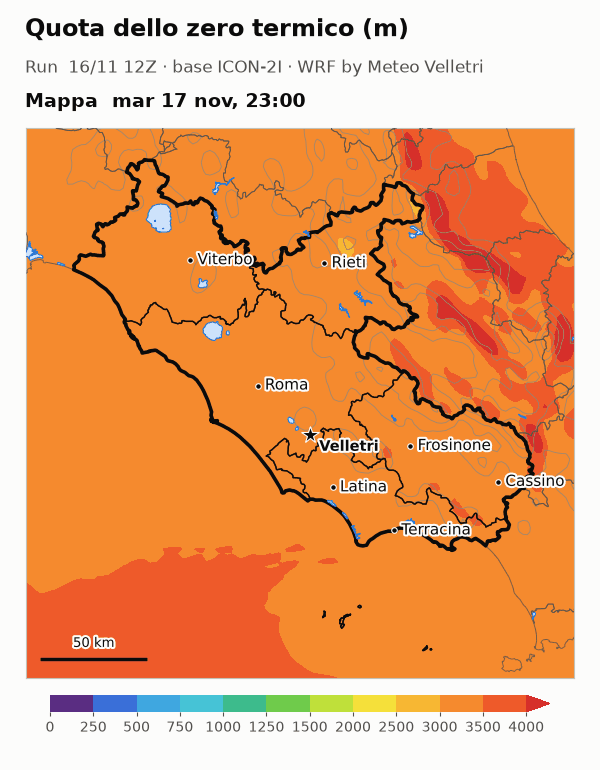 Quota dello zero termico (m)
Run  16/11 12Z · base ICON-2I · WRF by Meteo Velletri
Mappa  mar 17 nov, 23:00
Viterbo
Rieti
Roma
Velletri
Frosinone
Cassino
Latina
Terracina
50 km
0 250 500 750 1000 1250 1500 2000 2500 3000 3500 4000